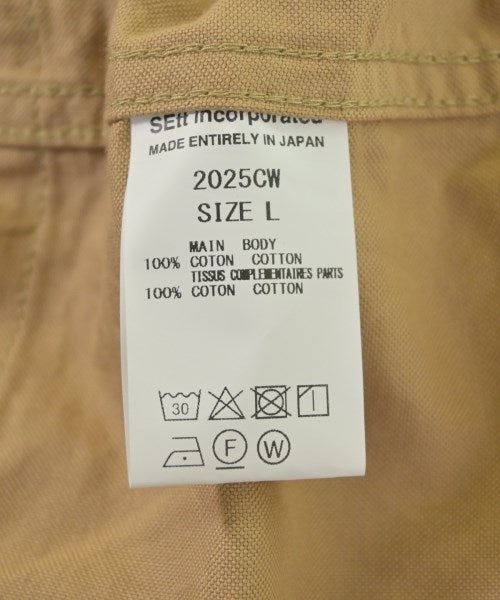 SEtt incorporated
MADE ENTIRELY IN JAPAN
2025CW
SIZE L
MAIN BODY
100% COTON COTTON
TISSUS COMPLEMENTAIRES PARTS
100% COTON COTTON
30
F W